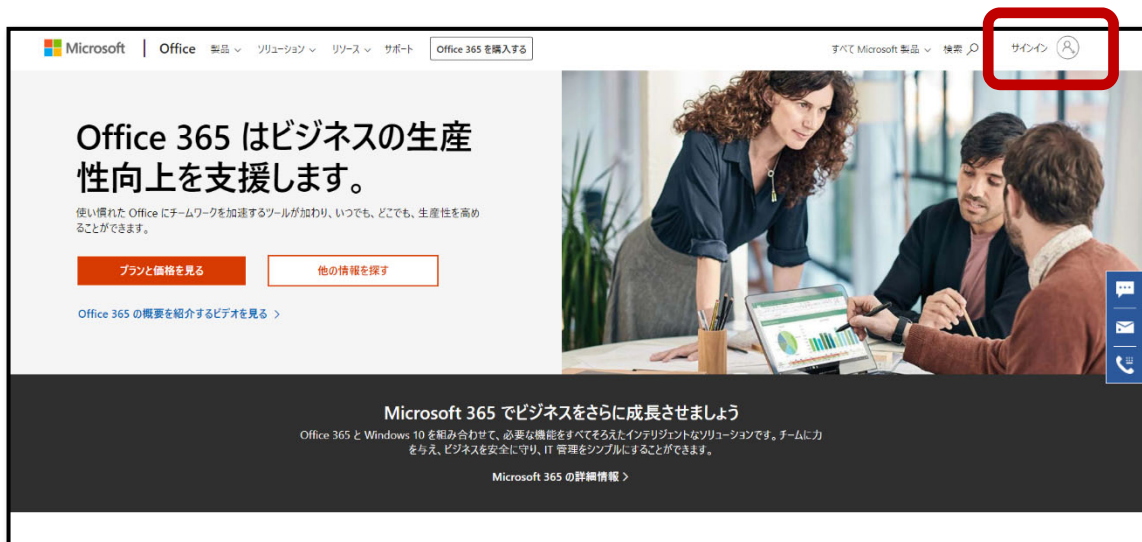 Microsoft Office 製品 ソリューション リソース サポート Office 365 を購入する すべて Microsoft 製品 検索 サインイン
Office 365 はビジネスの生産
性向上を支援します。
使い慣れた Office にチームワークを加速するツールが加わり、いつでも、どこでも、生産性を高め
ることができます。
プランと価格を見る 他の情報を探す
Office 365 の概要を紹介するビデオを見る >
Microsoft 365 でビジネスをさらに成長させましょう
Office 365 と Windows 10 を組み合わせて、必要な機能をすべてそろえたインテリジェントなソリューションです。チームに力
を与え、ビジネスを安全に守り、IT 管理をシンプルにすることができます。
Microsoft 365 の詳細情報 >